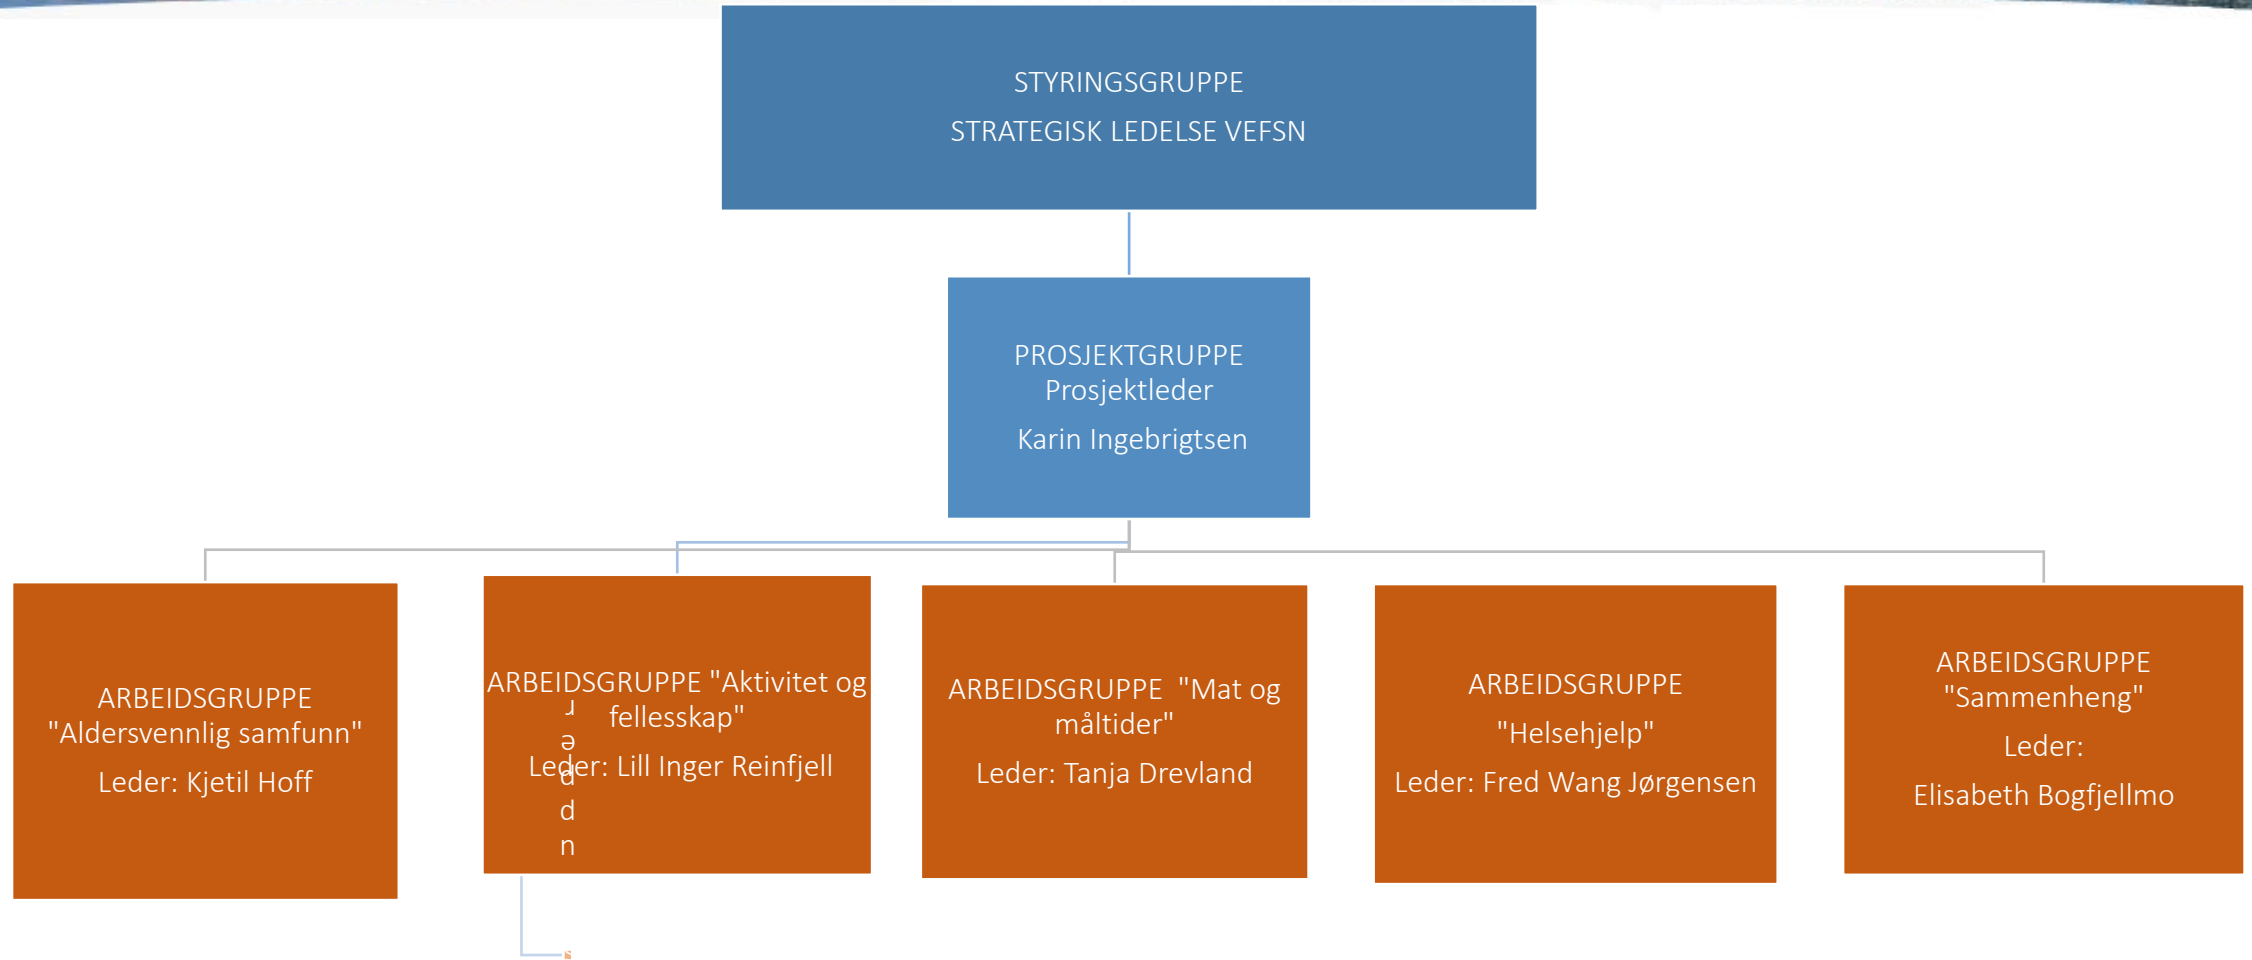 STYRINGSGRUPPE
STRATEGISK LEDELSE VEFSN
PROSJEKTGRUPPE
Prosjektleder
Karin Ingebrigtsen
ARBEIDSGRUPPE
"Aldersvennlig samfunn"
Leder: Kjetil Hoff
ARBEIDSGRUPPE "Aktivitet og
fellesskap"
Leder: Lill Inger Reinfjell
ARBEIDSGRUPPE  "Mat og
måltider"
Leder: Tanja Drevland
ARBEIDSGRUPPE
"Helsehjelp"
Leder: Fred Wang Jørgensen
ARBEIDSGRUPPE
"Sammenheng"
Leder:
Elisabeth Bogfjellmo